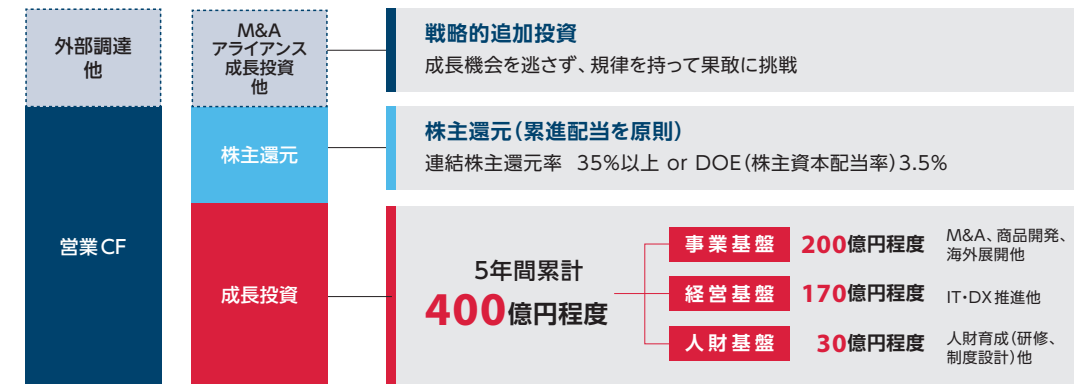 外部調達
他
営業CF
M&A
アライアンス
成長投資
他
株主還元
成長投資
戦略的追加投資
成長機会を逃さず、規律を持って果敢に挑戦
株主還元(累進配当を原則)
連結株主還元率 35%以上 or DOE(株主資本配当率)3.5%
5年間累計
400億円程度
事業基盤 200億円程度
M&A、商品開発、
海外展開他
経営基盤 170億円程度
IT・DX推進他
人財基盤 30億円程度
人財育成(研修、
制度設計)他